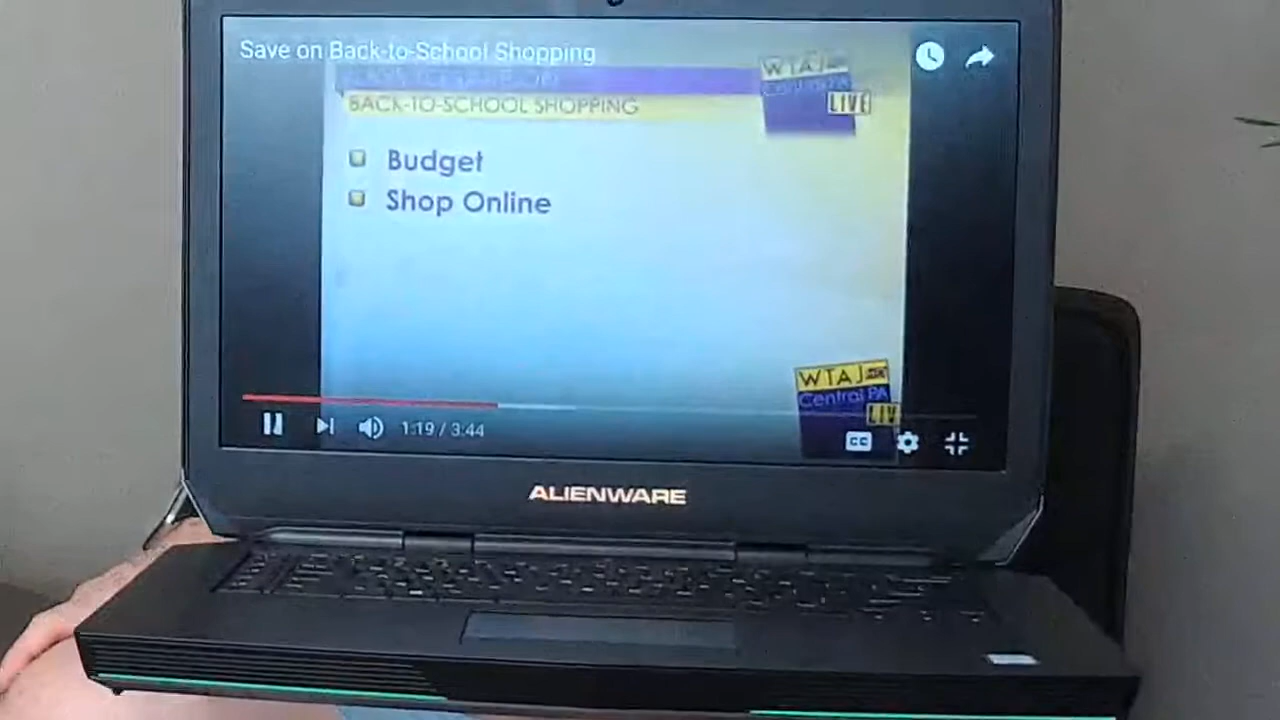 Save on Back-to-School Shopping
WTAJ
Central PA
LIVE
BACK-TO-SCHOOL SHOPPING
Budget
Shop Online
WTAJ
Central PA
LIV
1:19 / 3:44
CC
ALIENWARE